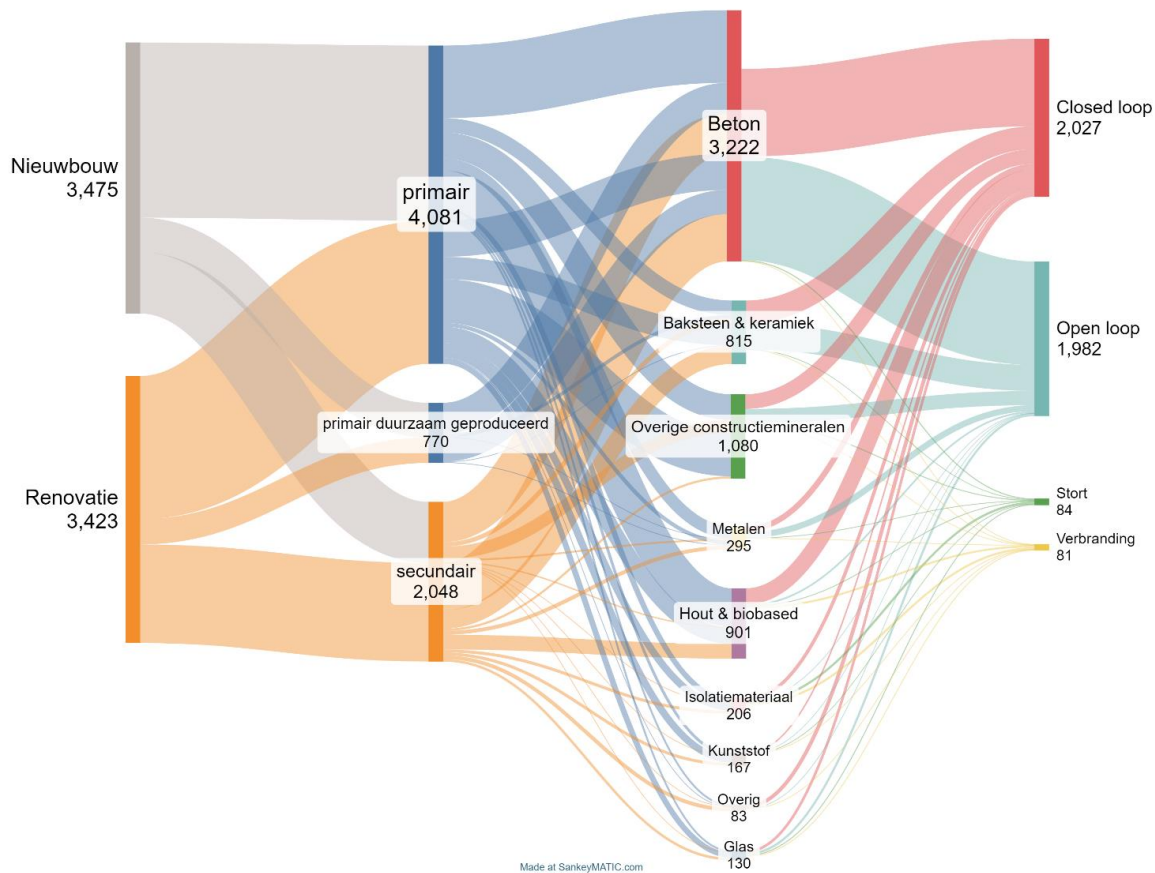 Nieuwbouw
3,475
Renovatie
3,423
primair
4,081
primair duurzaam geproduceerd
770
secundair
2,048
Beton
3,222
Baksteen & keramiek
815
Overige constructiemineralen
1,080
Metalen
295
Hout & biobased
901
Isolatiemateriaal
206
Kunststof
167
Overig
83
Glas
130
Closed loop
2,027
Open loop
1,982
Stort
84
Verbranding
81
Made at SankeyMATIC.com